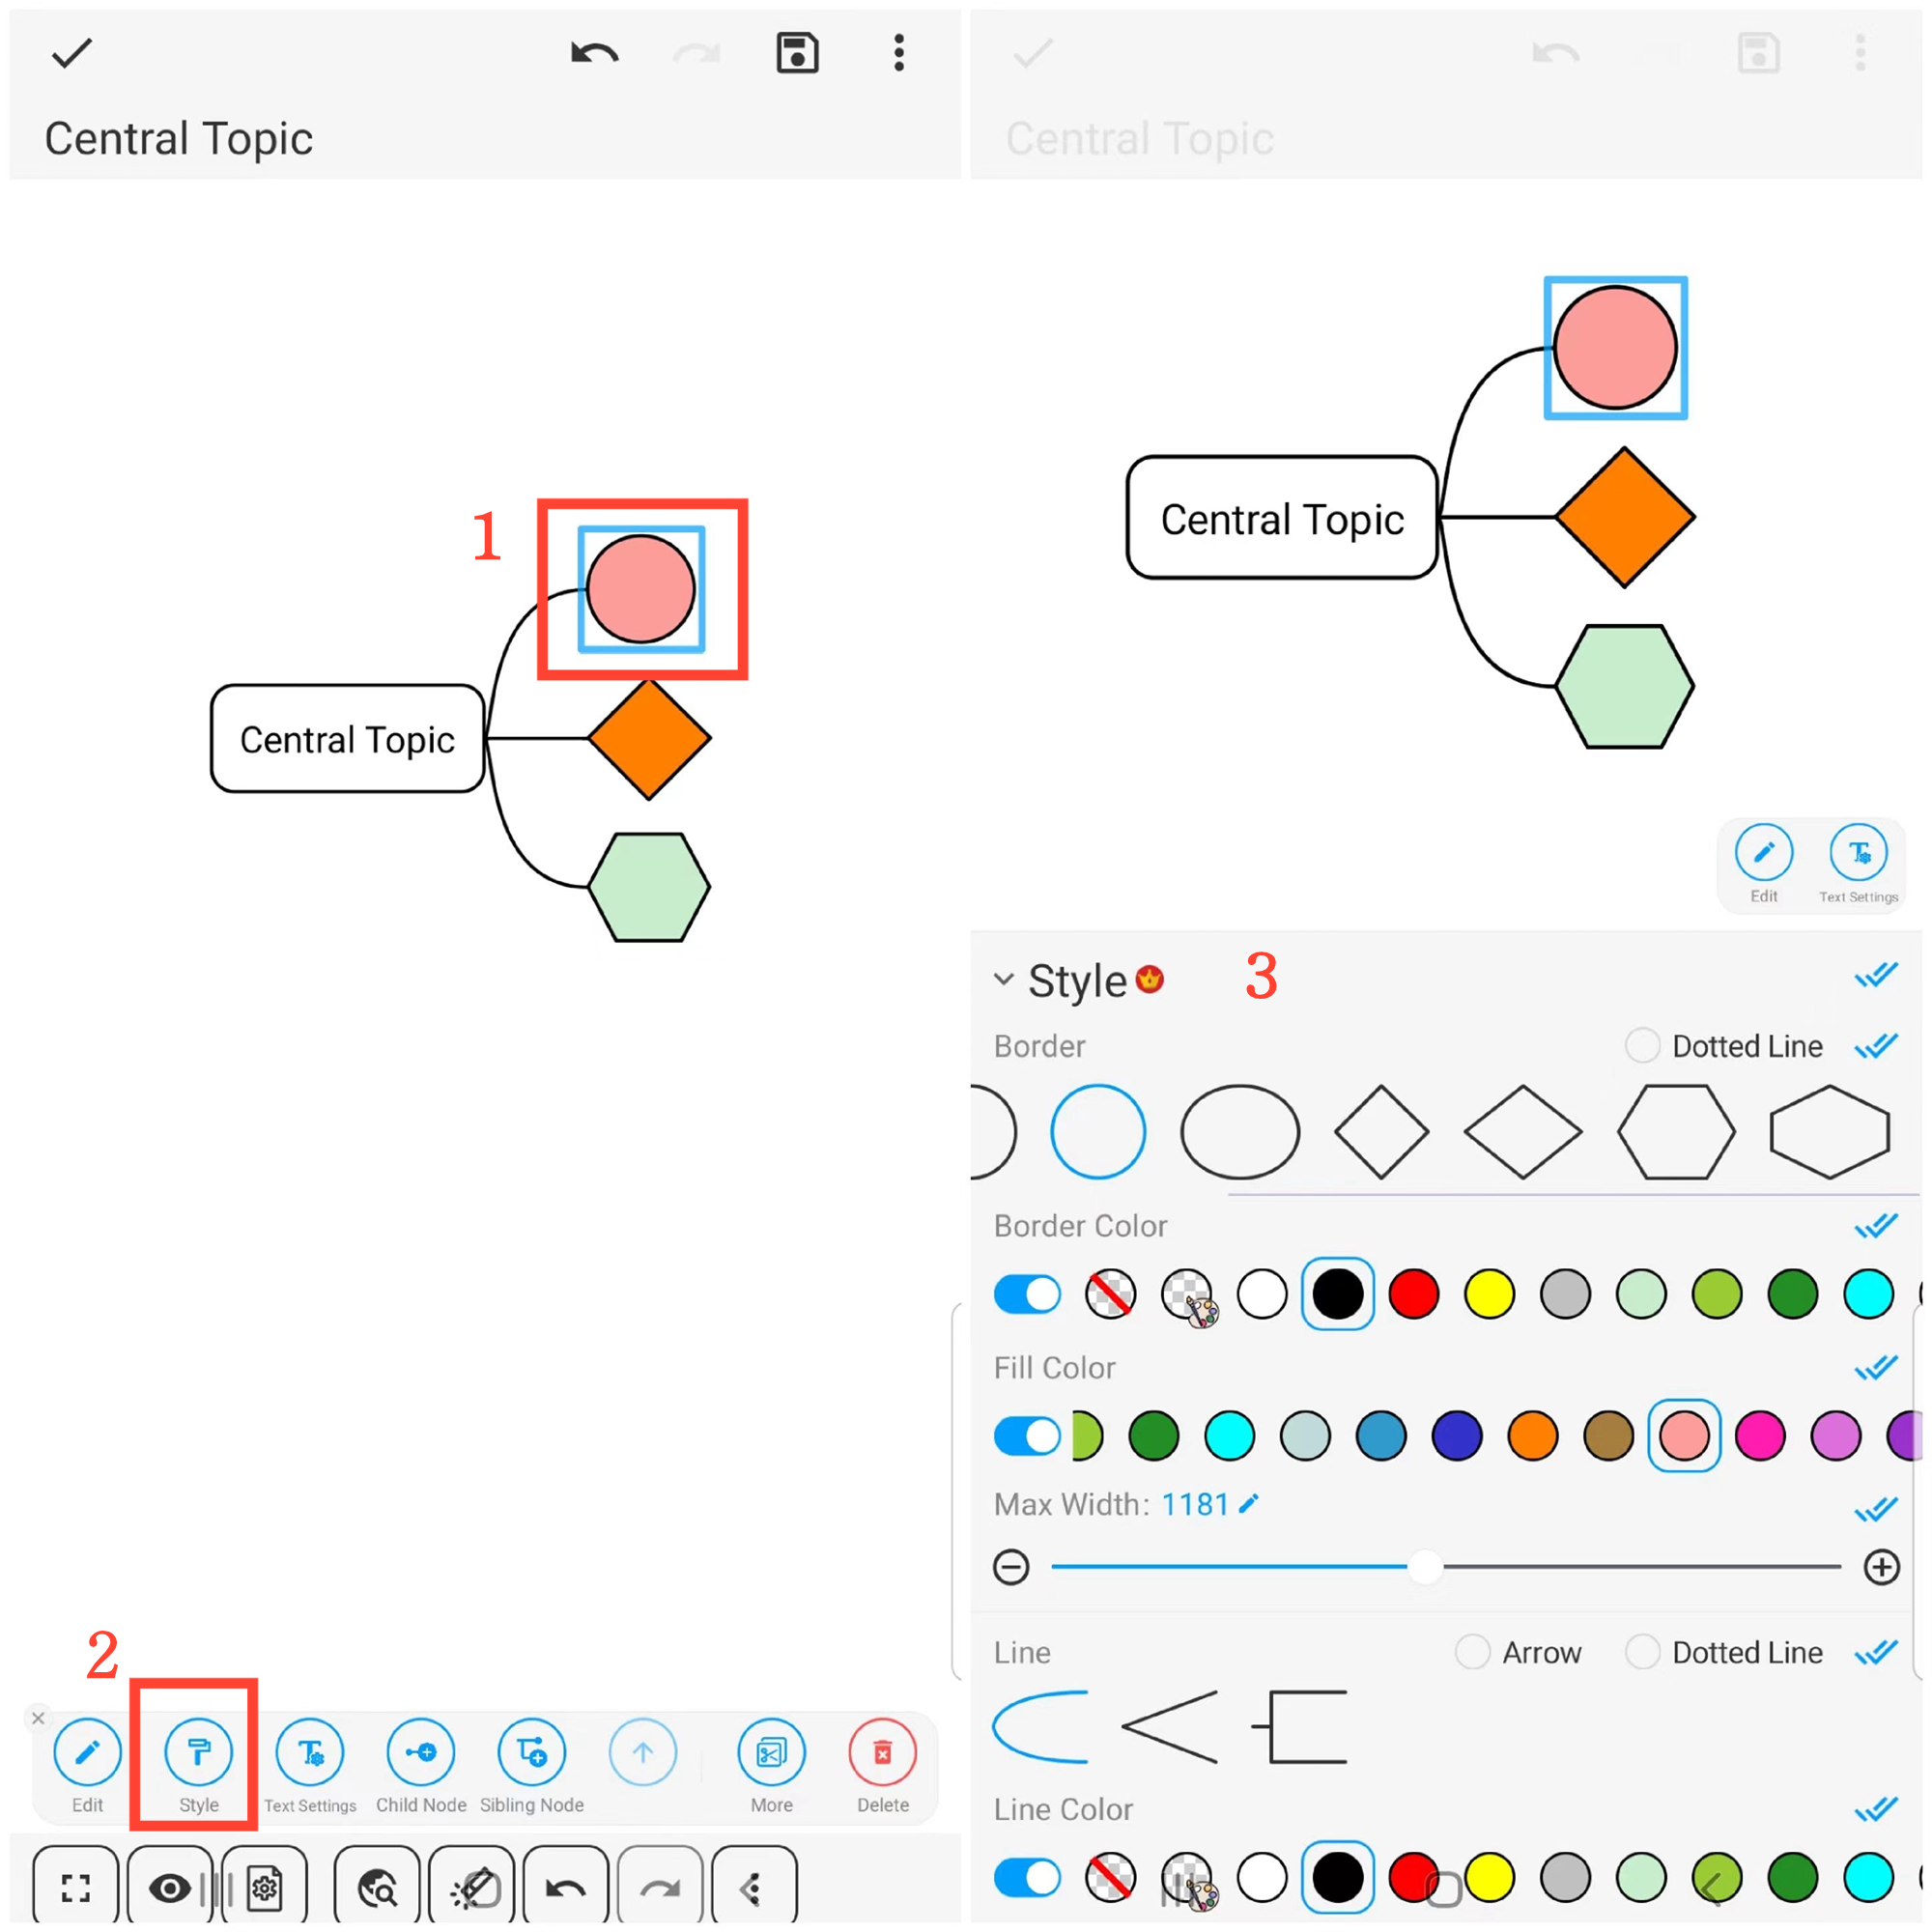 Central Topic
1
Central Topic
2
Edit
Style
Text Settings
Child Node
Sibling Node
More
Delete
Central Topic
Central Topic
Edit
Text Settings
Style
3
Border
Dotted Line
Border Color
Fill Color
Max Width: 1181
Line
Arrow
Dotted Line
Line Color